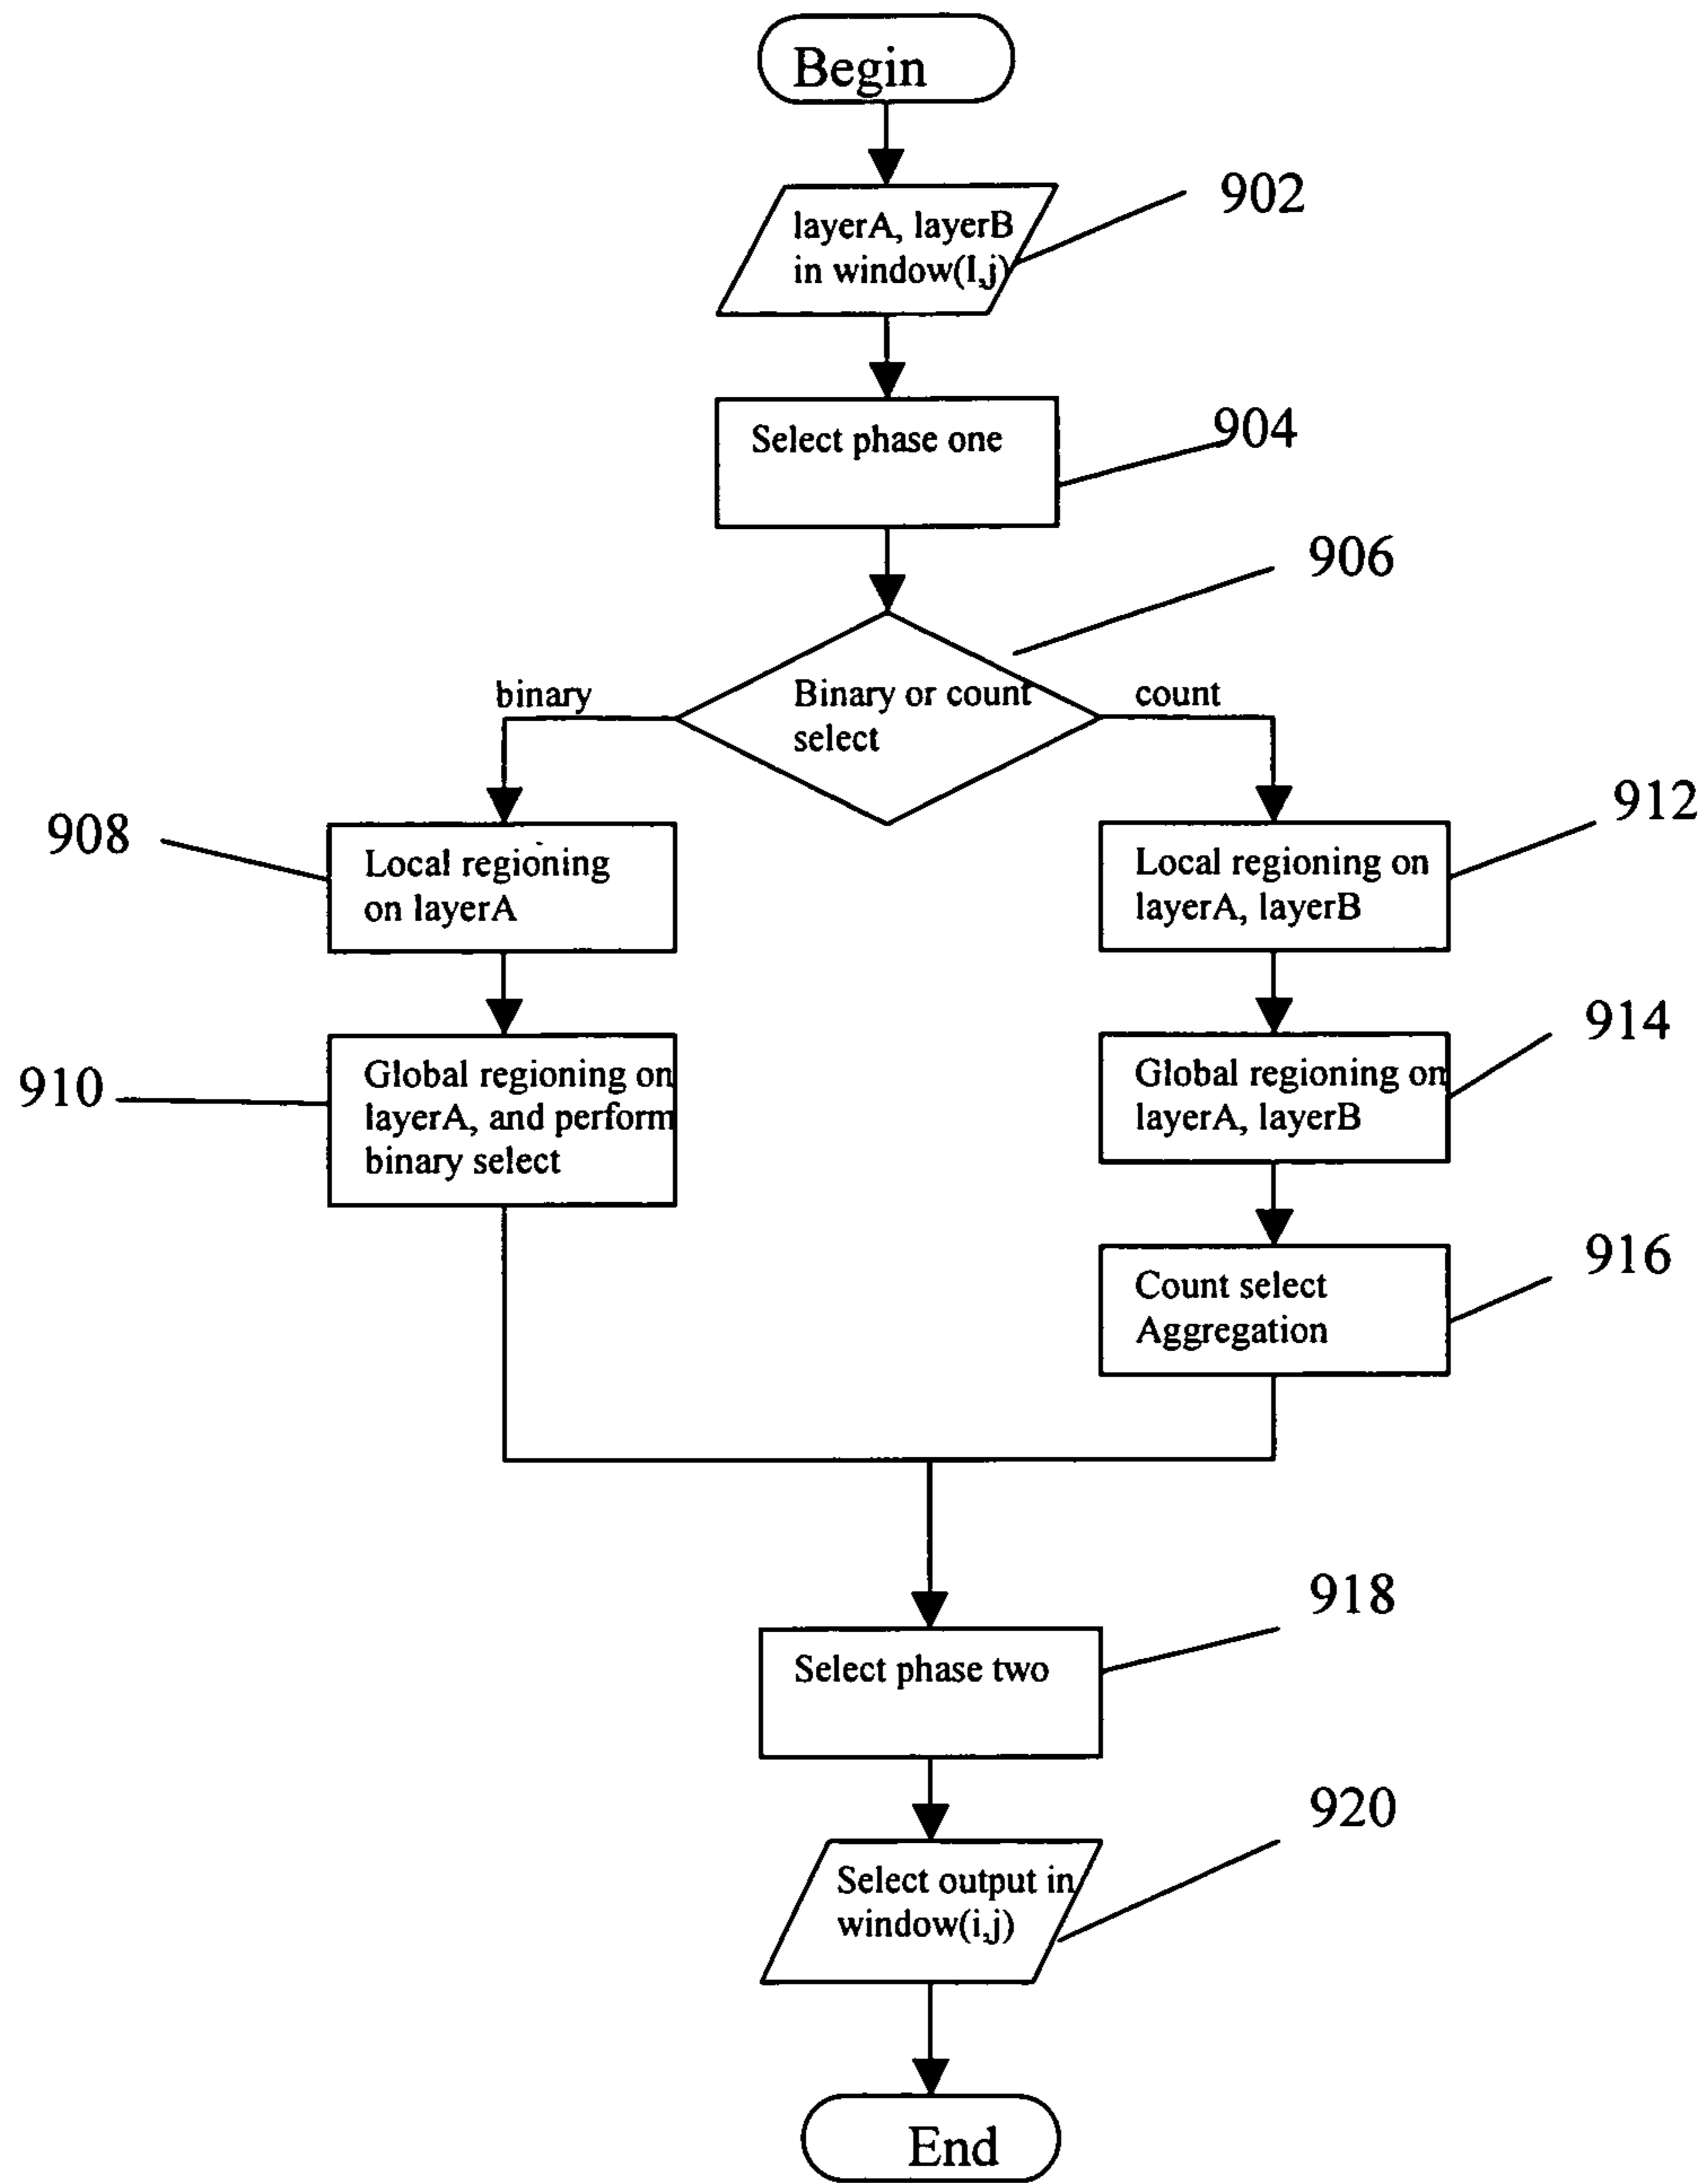 Begin
902
layerA, layerB
in window(I,j)
904
Select phase one
906
binary
Binary or count
select
count
908
Local regioning
on layerA
912
Local regioning on
layerA, layerB
910
Global regioning on
layerA, and perform
binary select
914
Global regioning on
layerA, layerB
916
Count select
Aggregation
918
Select phase two
920
Select output in
window(i,j)
End